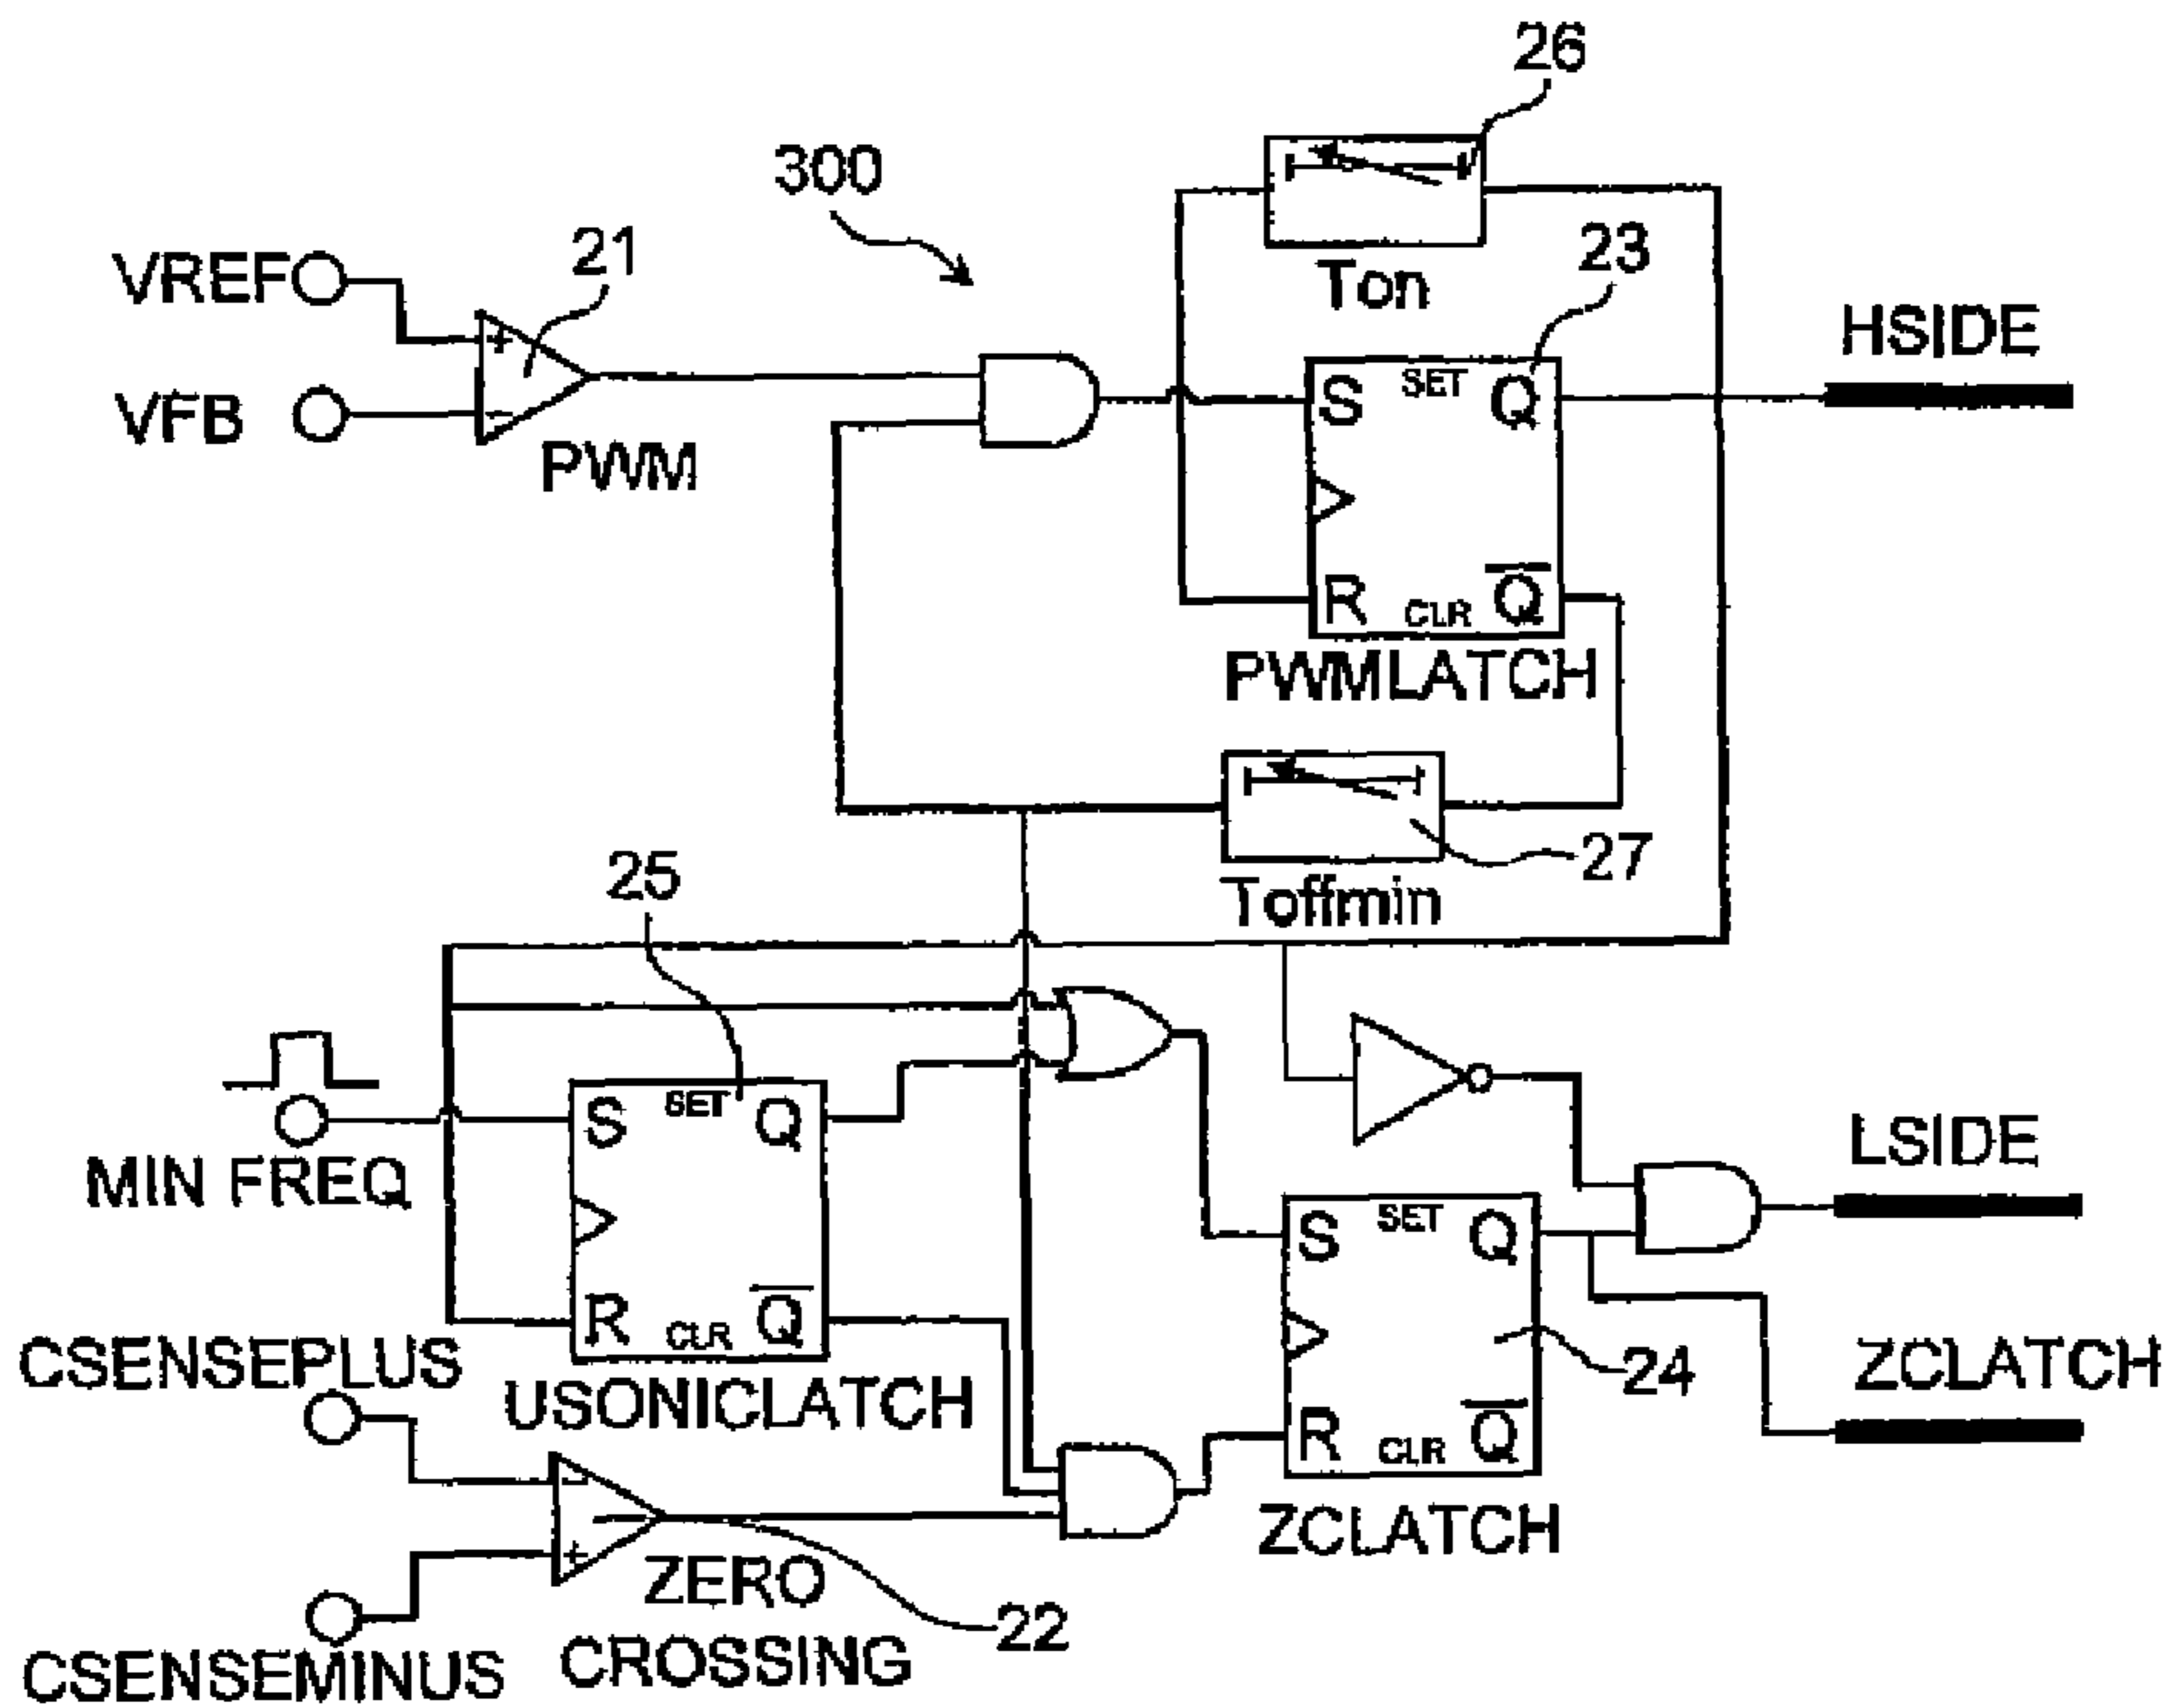 26
300
21
23
VREF
Ton
HSIDE
+
VFB
-
PWM
S SET Q
R CLR Q
PWMLATCH
27
Toffmin
25
MIN FREQ
S SET Q
R CLR Q
USONICLATCH
LSIDE
S SET Q
R CLR Q
24
ZCLATCH
ZCLATCH
CSENSEPLUS
-
+
ZERO
CROSSING
22
CSENSEMINUS